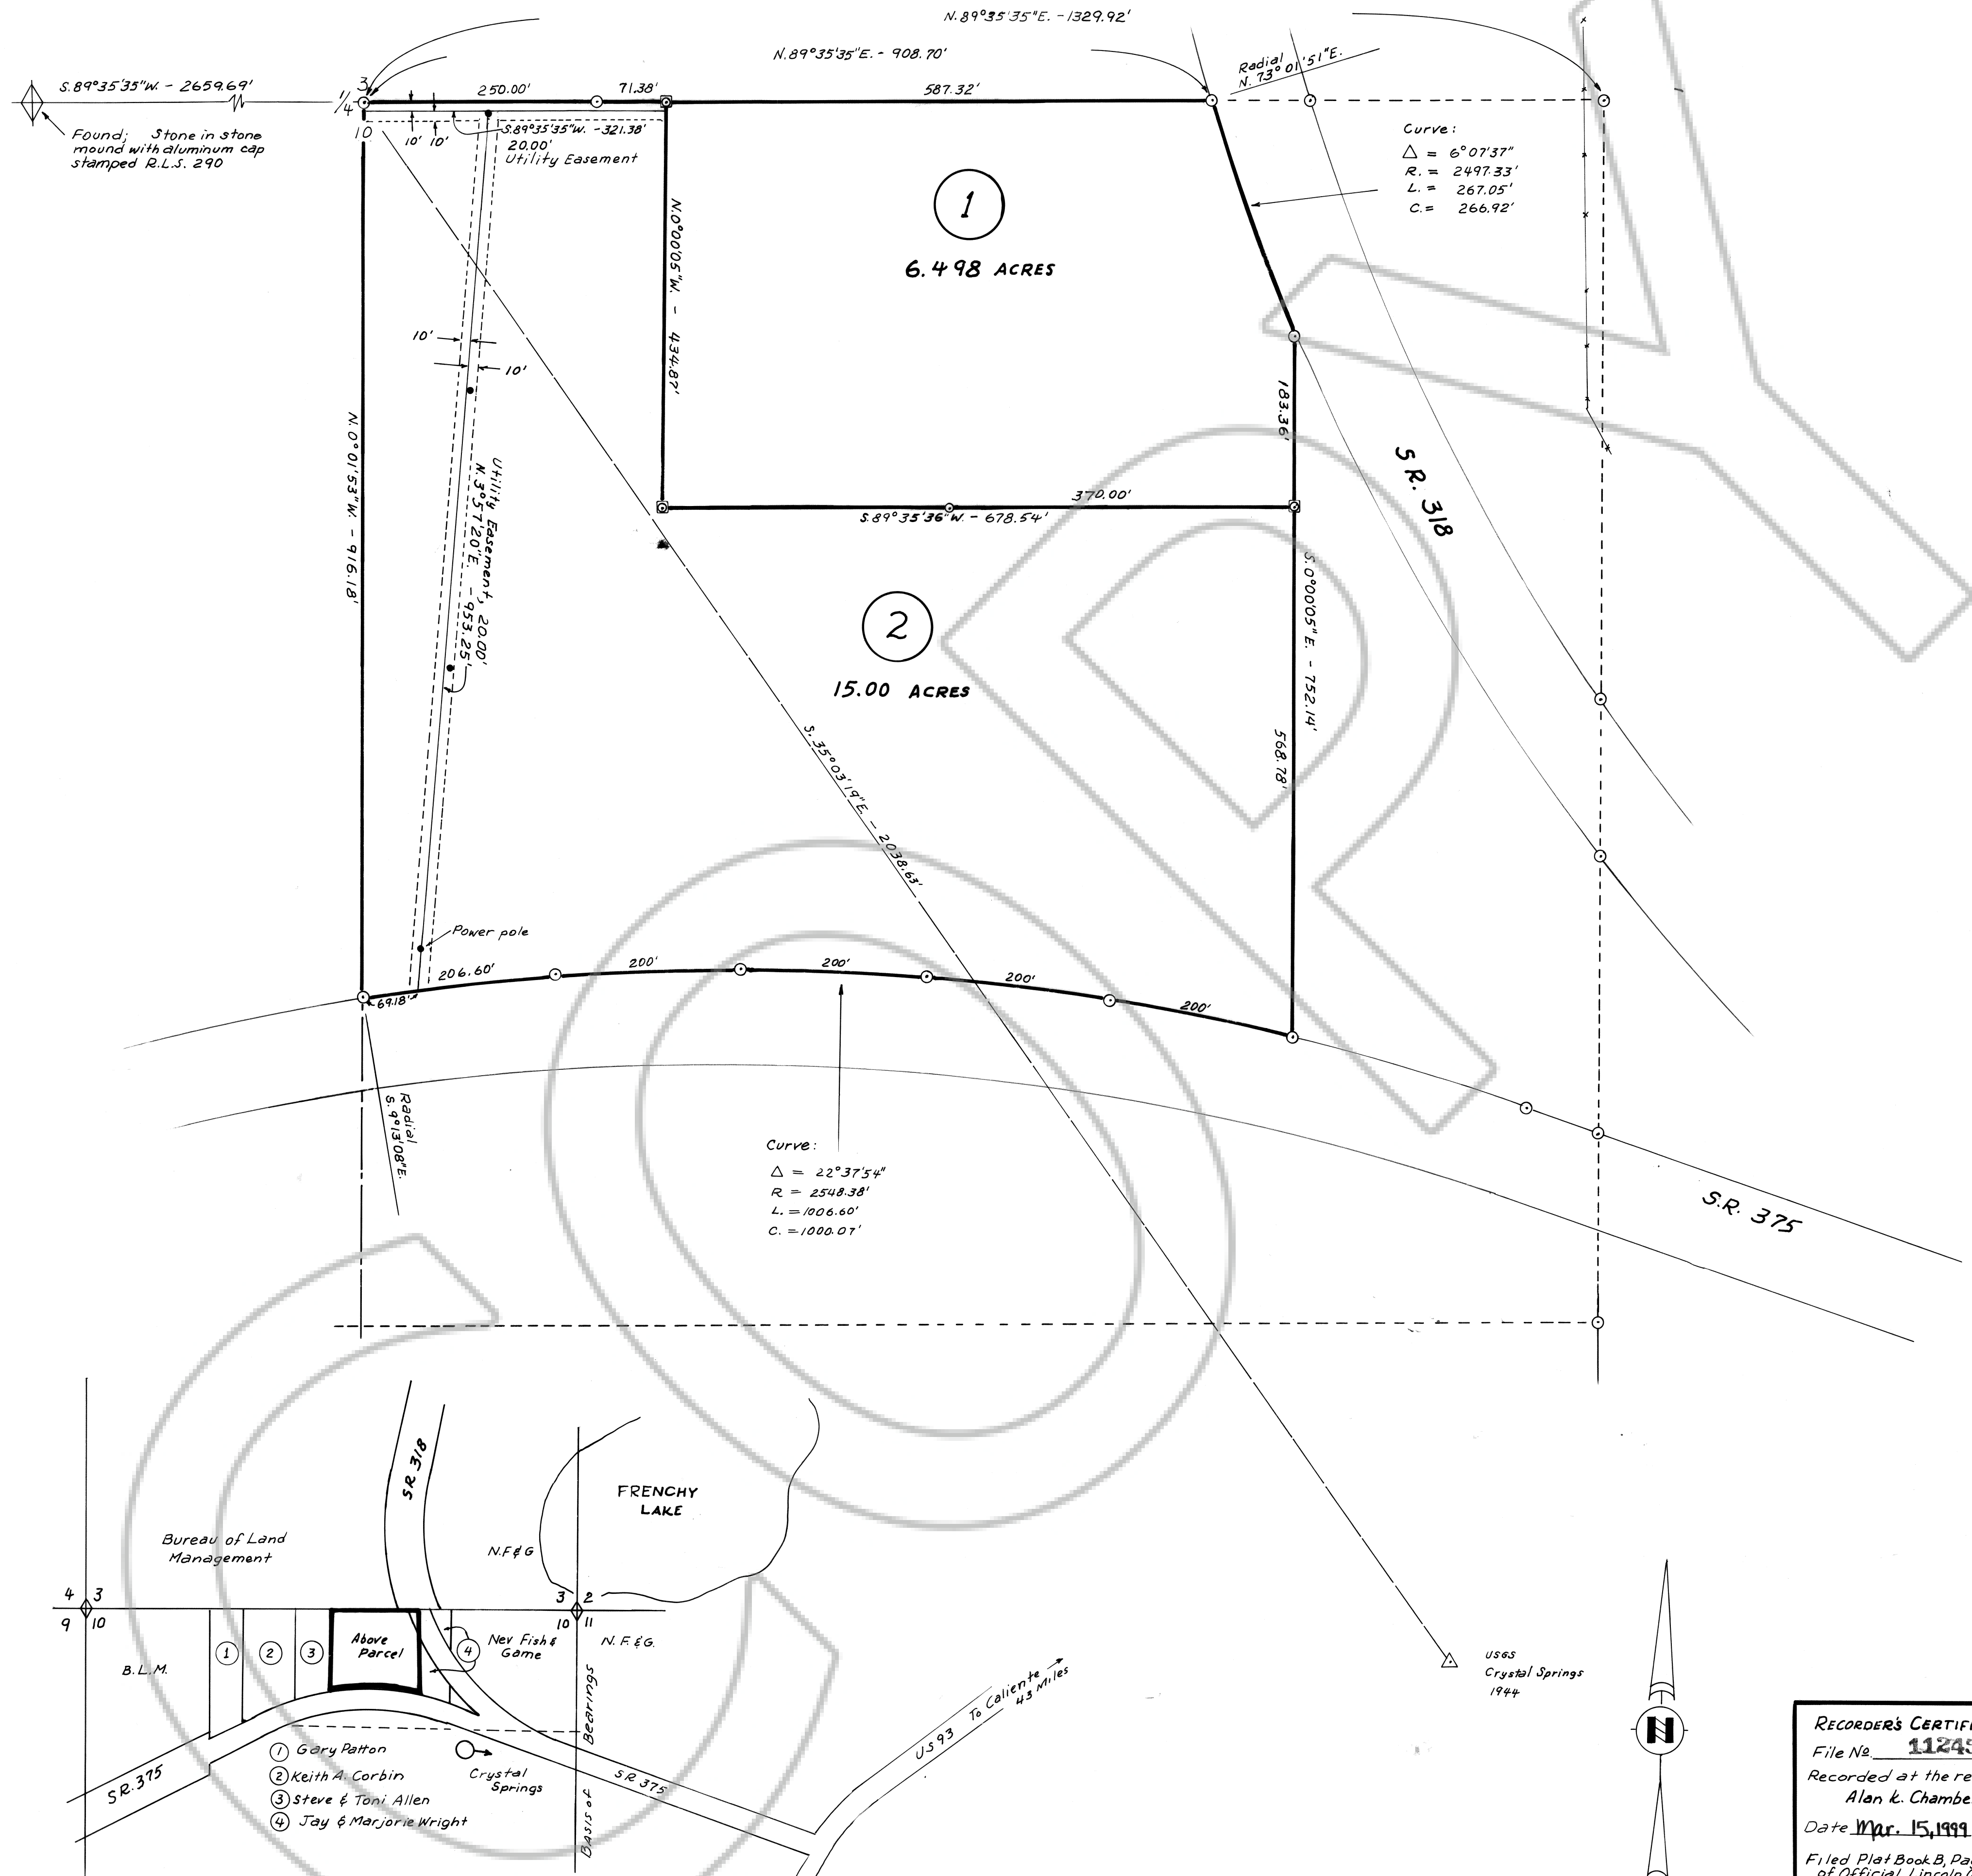 N.89°35'35"E. -1329.92'
N.89°35'35"E. - 908.70'
Radial
N. 73°01'51"E.
S.89°35'35"W. - 2659.69'
3
1/4
10
250.00'
71.38'
587.32'
Found; Stone in stone
mound with aluminum cap
stamped R.L.S. 290
10' 10'
S.89°35'35"W. -321.38'
20.00'
Utility Easement
Curve:
△ = 6°07'37"
R. = 2497.33'
L. = 267.05'
C. = 266.92'
1
6.498 ACRES
N.0°00'05"W. - 434.87'
10'
10'
183.36'
N.0°01'53"W. - 916.18'
Utility Easement, 20.00'
N.3°57'20"E. - 953.25'
370.00'
S.89°35'36"W. - 678.54'
SR. 318
2
15.00 ACRES
S.0°00'05"E. - 752.14'
568.78'
S. 35°03'19"E. - 2038.63'
Power pole
206.60'
200'
200'
200'
200'
69.18'
Radial
S. 9°13'08"E.
Curve:
△ = 22°37'54"
R = 2548.38'
L. = 1006.60'
C. = 1000.07'
S.R. 375
COPY
SR 318
FRENCHY
LAKE
Bureau of Land
Management
N.F & G
4 3
9 10
3 2
10 11
B.L.M.
1
2
3
Above
Parcel
4
Nev Fish &
Game
N. F. & G.
BASIS of Bearings
US93 To Caliente
43 Miles
SR. 375
SR 375
1 Gary Patton
2 Keith A. Corbin
3 Steve & Toni Allen
4 Jay & Marjorie Wright
Crystal
Springs
USGS
Crystal Springs
1944
N
RECORDER'S
File No. 
Recorded at the
Alan K.
Date Mar. 15, 1999
Filed Plat Book B,
of Official Lincoln